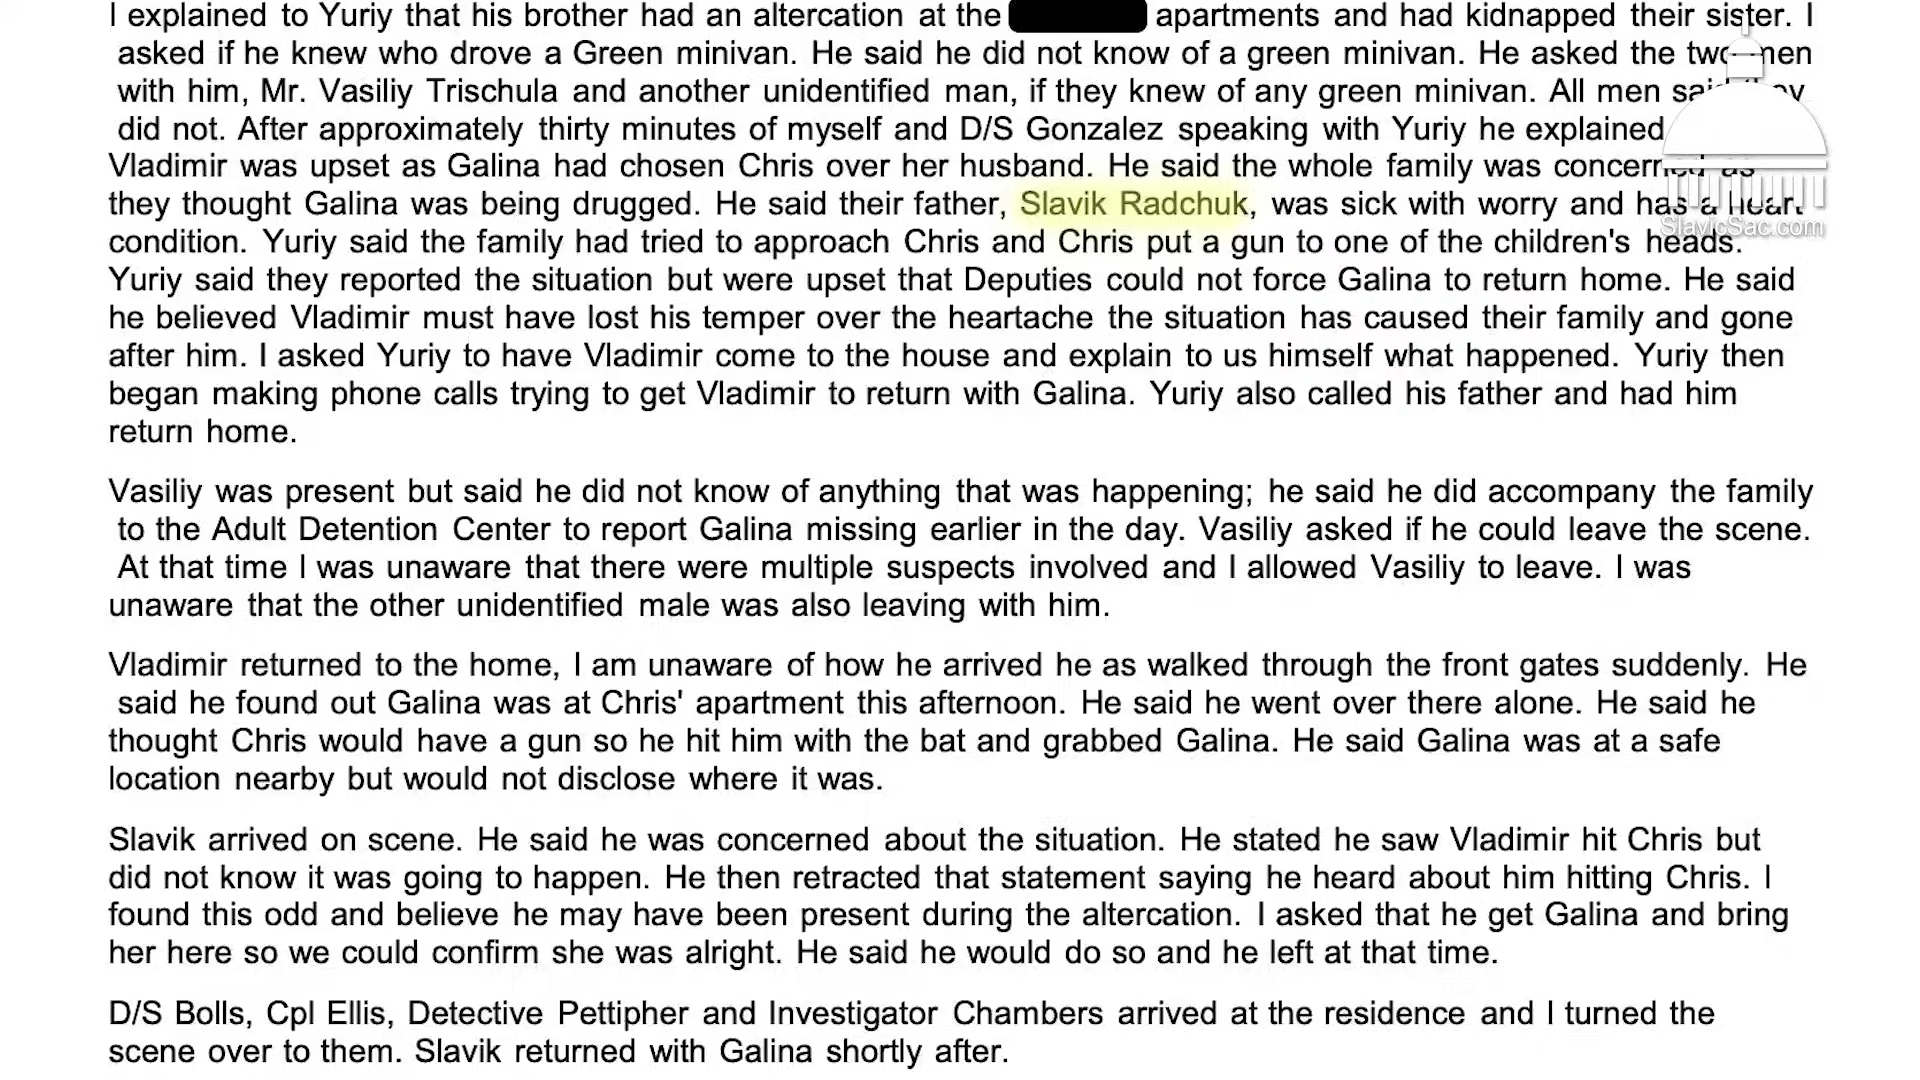 I explained to Yuriy that his brother had an altercation at the apartments and had kidnapped their sister. I
asked if he knew who drove a Green minivan. He said he did not know of a green minivan. He asked the two men
with him, Mr. Vasiliy Trischula and another unidentified man, if they knew of any green minivan. All men said they
did not. After approximately thirty minutes of myself and D/S Gonzalez speaking with Yuriy he explained
Vladimir was upset as Galina had chosen Chris over her husband. He said the whole family was concerned as
they thought Galina was being drugged. He said their father, Slavik Radchuk, was sick with worry and has a heart
condition. Yuriy said the family had tried to approach Chris and Chris put a gun to one of the children's heads.
Yuriy said they reported the situation but were upset that Deputies could not force Galina to return home. He said
he believed Vladimir must have lost his temper over the heartache the situation has caused their family and gone
after him. I asked Yuriy to have Vladimir come to the house and explain to us himself what happened. Yuriy then
began making phone calls trying to get Vladimir to return with Galina. Yuriy also called his father and had him
return home.
Vasiliy was present but said he did not know of anything that was happening; he said he did accompany the family
to the Adult Detention Center to report Galina missing earlier in the day. Vasiliy asked if he could leave the scene.
At that time I was unaware that there were multiple suspects involved and I allowed Vasiliy to leave. I was
unaware that the other unidentified male was also leaving with him.
Vladimir returned to the home, I am unaware of how he arrived he as walked through the front gates suddenly. He
said he found out Galina was at Chris' apartment this afternoon. He said he went over there alone. He said he
thought Chris would have a gun so he hit him with the bat and grabbed Galina. He said Galina was at a safe
location nearby but would not disclose where it was.
Slavik arrived on scene. He said he was concerned about the situation. He stated he saw Vladimir hit Chris but
did not know it was going to happen. He then retracted that statement saying he heard about him hitting Chris. I
found this odd and believe he may have been present during the altercation. I asked that he get Galina and bring
her here so we could confirm she was alright. He said he would do so and he left at that time.
D/S Bolls, Cpl Ellis, Detective Pettipher and Investigator Chambers arrived at the residence and I turned the
scene over to them. Slavik returned with Galina shortly after.
SlavicSac.com